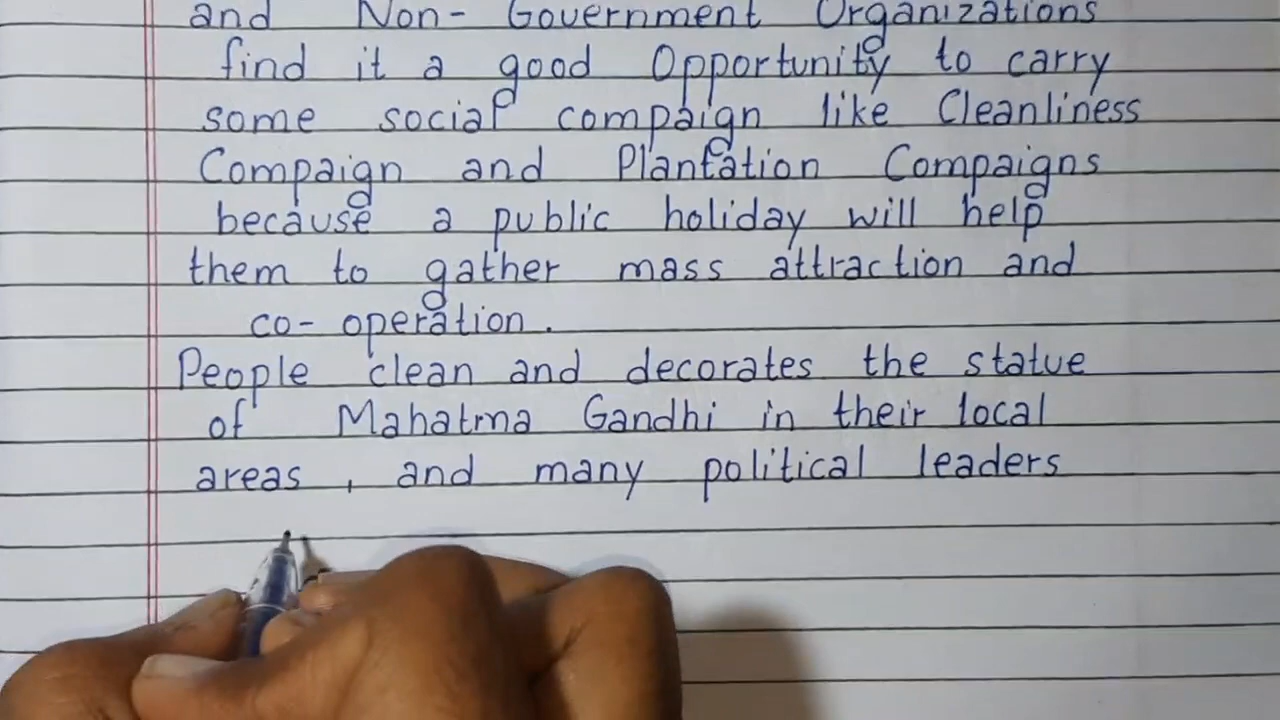 and Non- Government Organizations
find it a good Opportunity to carry
some social compaign like Cleanliness
Compaign and Plantation Compaigns
because a public holiday will help
them to gather mass attraction and
co- operation.
People clean and decorates the statue
of Mahatma Gandhi in their local
areas, and many political leaders